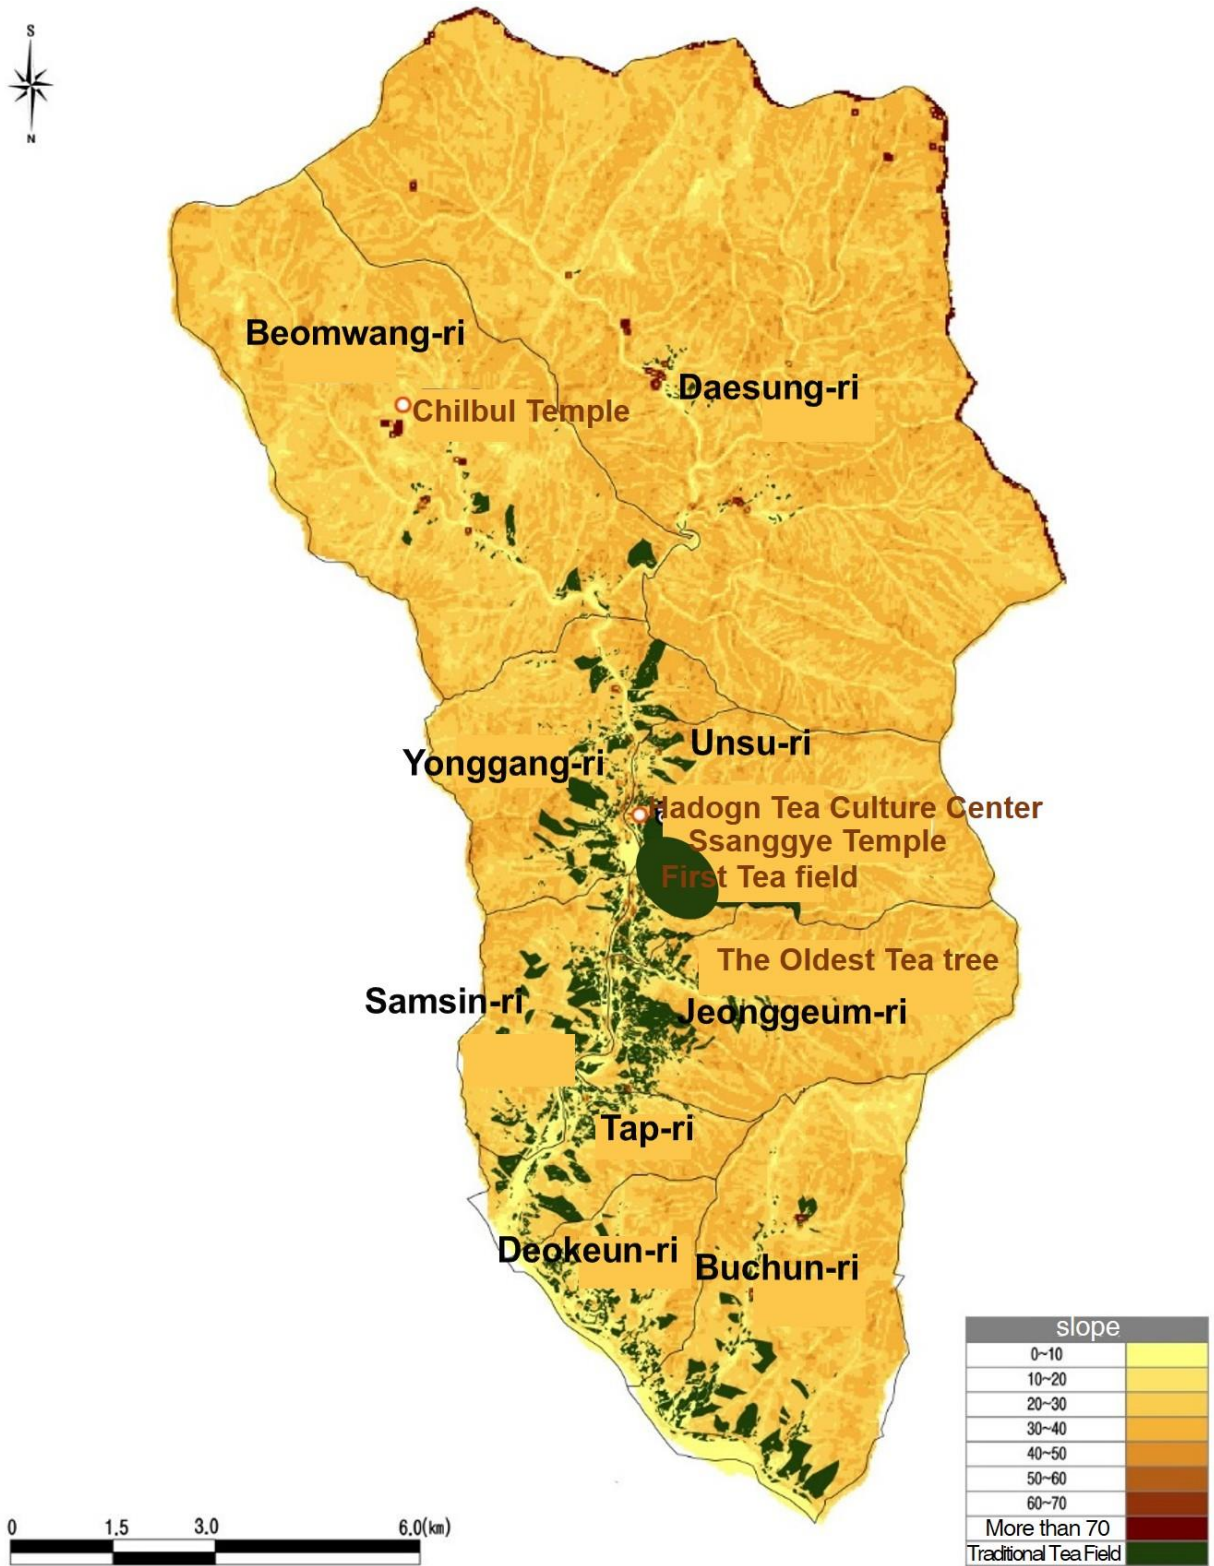 S
N
Beomwang-ri
Daesung-ri
Chilbul Temple
Unsu-ri
Yonggang-ri
Hadogn Tea Culture Center
Ssanggye Temple
First Tea field
The Oldest Tea tree
Samsin-ri
Jeonggeum-ri
Tap-ri
Deokeun-ri
Buchun-ri
slope
0~10
10~20
20~30
30~40
40~50
50~60
60~70
More than 70
Traditional Tea Field
0 1.5 3.0 6.0(km)